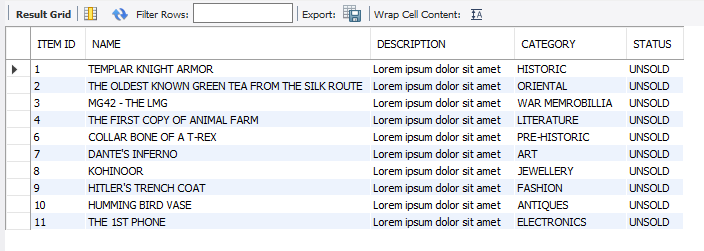 Result Grid Filter Rows: Export: Wrap Cell Content:
ITEM ID NAME DESCRIPTION CATEGORY STATUS
1 TEMPLAR KNIGHT ARMOR Lorem ipsum dolor sit amet HISTORIC UNSOLD
2 THE OLDEST KNOWN GREEN TEA FROM THE SILK ROUTE Lorem ipsum dolor sit amet ORIENTAL UNSOLD
3 MG42 - THE LMG Lorem ipsum dolor sit amet WAR MEMROBILLIA UNSOLD
4 THE FIRST COPY OF ANIMAL FARM Lorem ipsum dolor sit amet LITERATURE UNSOLD
6 COLLAR BONE OF A T-REX Lorem ipsum dolor sit amet PRE-HISTORIC UNSOLD
7 DANTE'S INFERNO Lorem ipsum dolor sit amet ART UNSOLD
8 KOHINOOR Lorem ipsum dolor sit amet JEWELLERY UNSOLD
9 HITLER'S TRENCH COAT Lorem ipsum dolor sit amet FASHION UNSOLD
10 HUMMING BIRD VASE Lorem ipsum dolor sit amet ANTIQUES UNSOLD
11 THE 1ST PHONE Lorem ipsum dolor sit amet ELECTRONICS UNSOLD